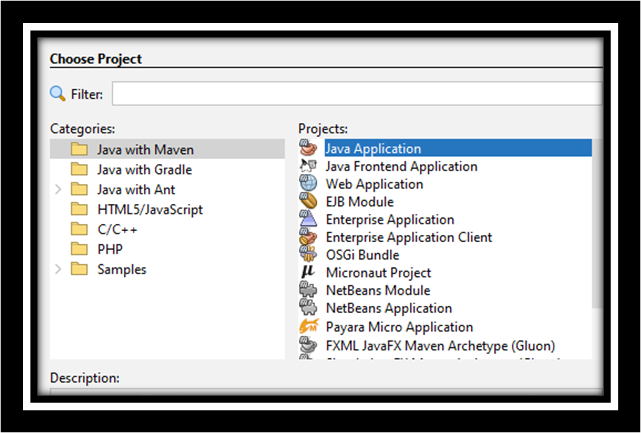 Choose Project
Filter:
Categories:
Java with Maven
Java with Gradle
Java with Ant
HTML5/JavaScript
C/C++
PHP
Samples
Projects:
Java Application
Java Frontend Application
Web Application
EJB Module
Enterprise Application
Enterprise Application Client
OSGi Bundle
Micronaut Project
NetBeans Module
NetBeans Application
Payara Micro Application
FXML JavaFX Maven Archetype (Gluon)
Description: